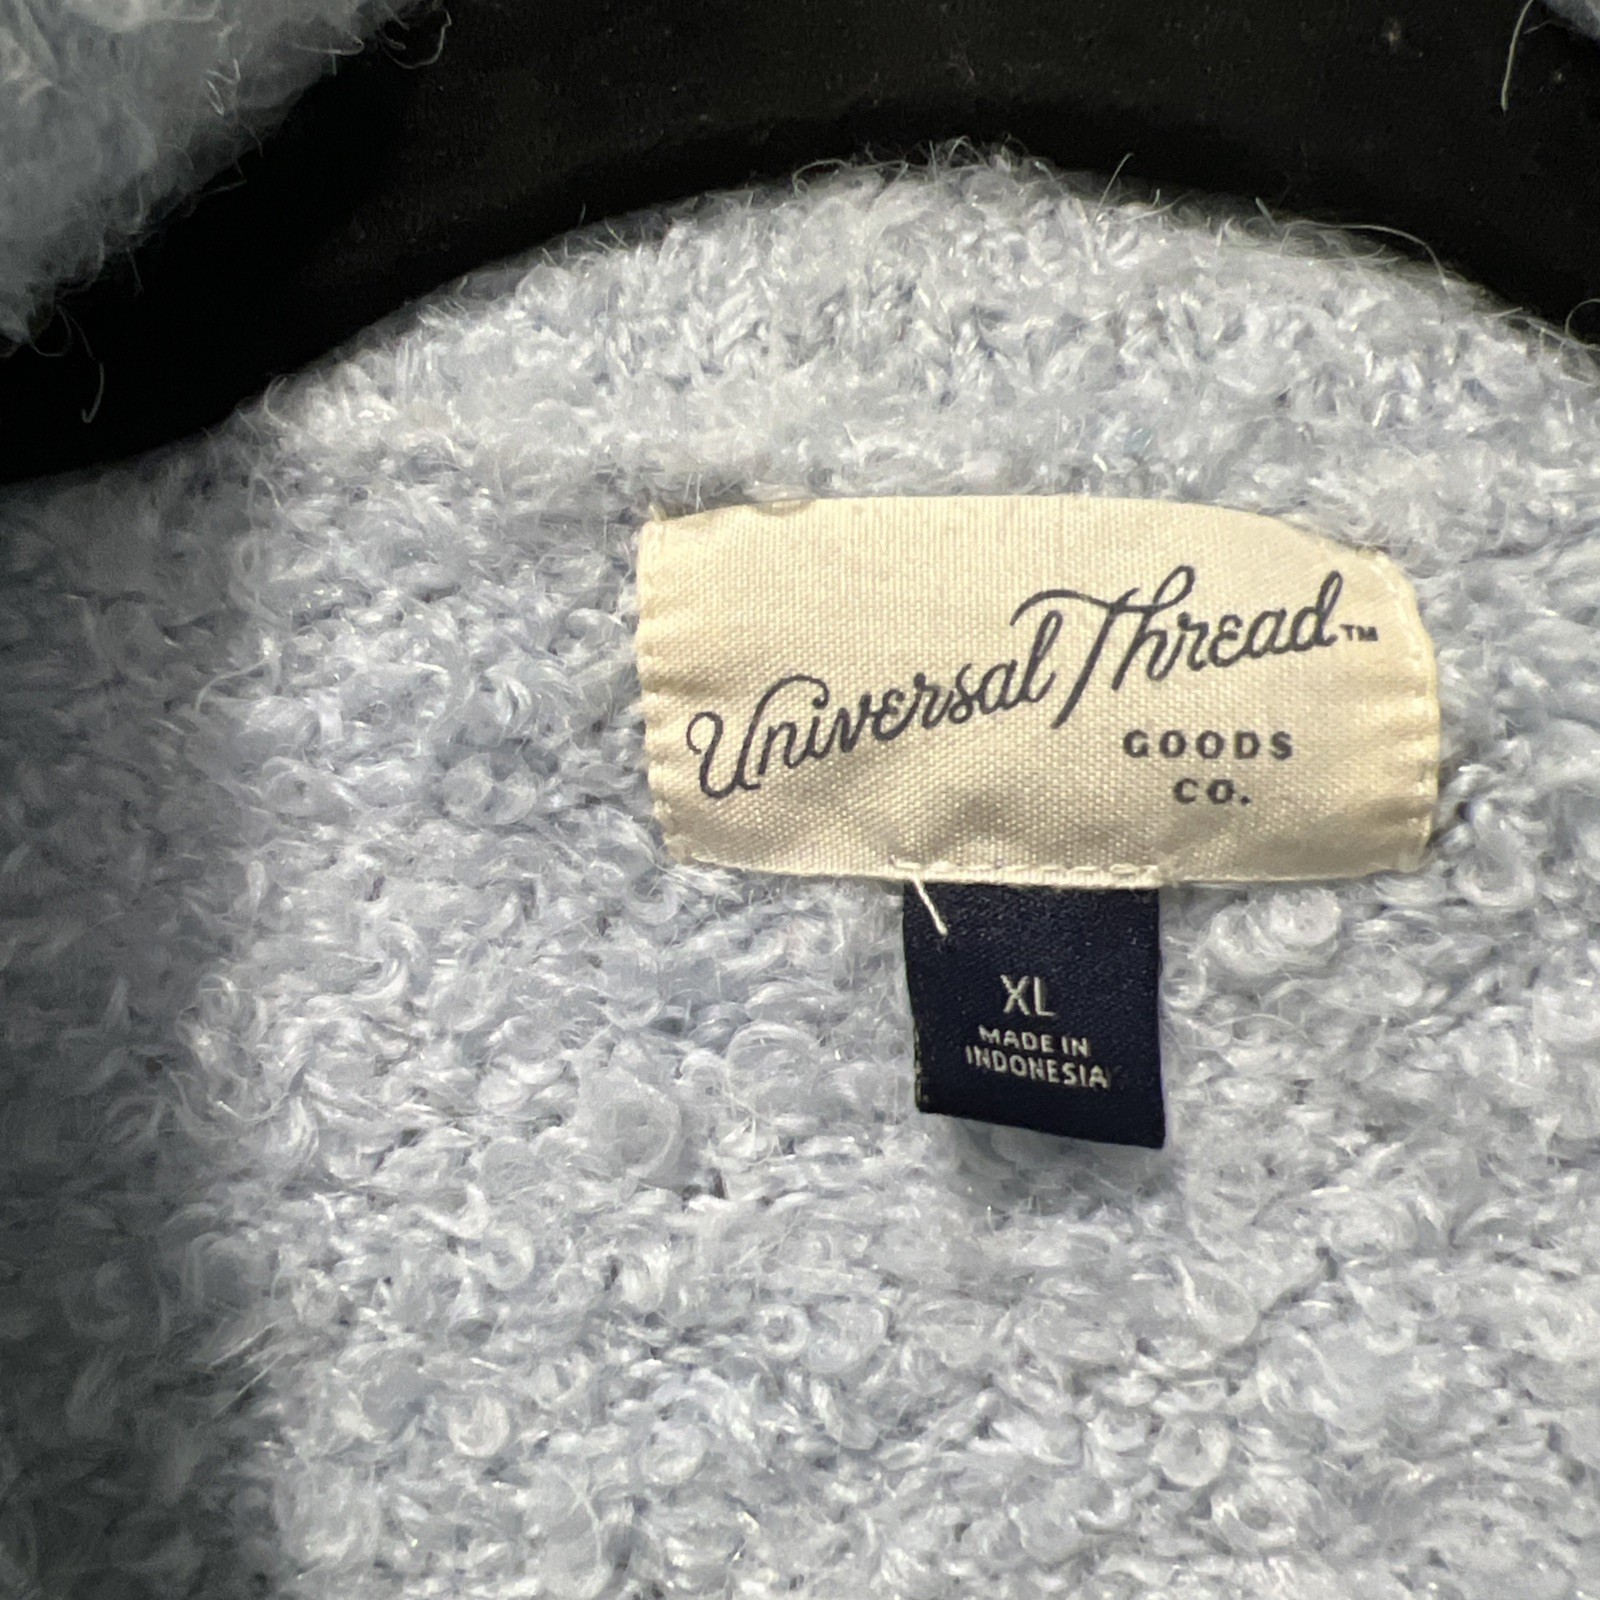 Universal Thread™
GOODS
CO.
XL
MADE IN
INDONESIA